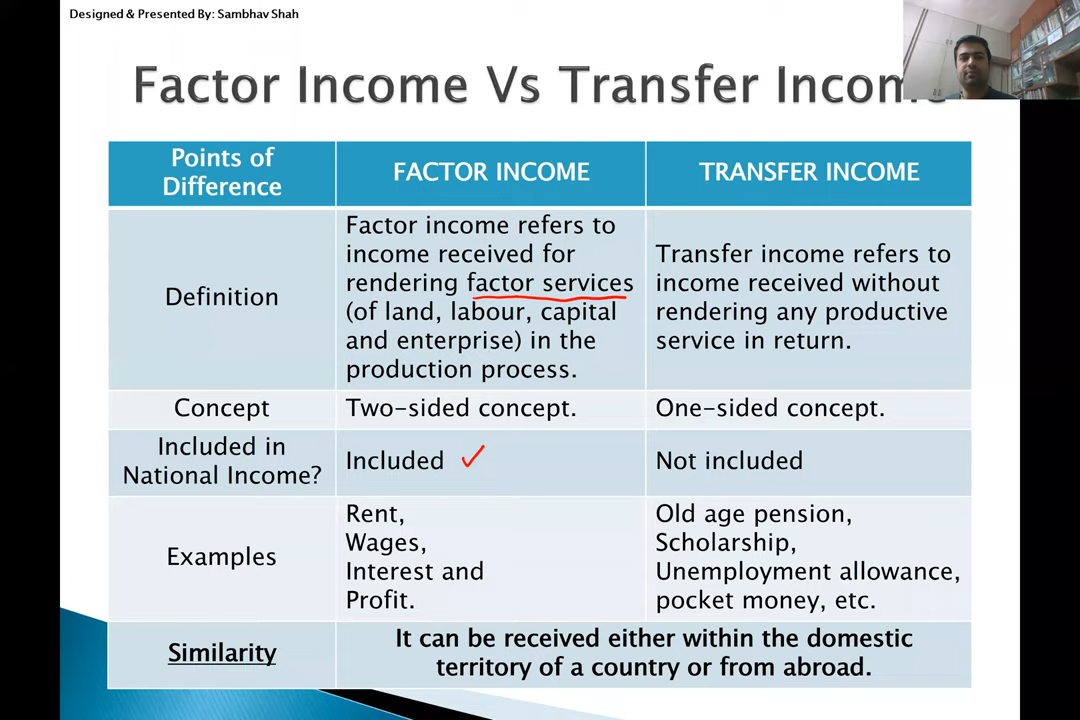 Designed & Presented By: Sambhav Shah
Factor Income Vs Transfer Income
Points of
Difference
FACTOR INCOME
TRANSFER INCOME
Definition
Factor income refers to
income received for
rendering factor services
(of land, labour, capital
and enterprise) in the
production process.
Transfer income refers to
income received without
rendering any productive
service in return.
Concept
Two-sided concept.
One-sided concept.
Included in
National Income?
Included
Not included
Examples
Rent,
Wages,
Interest and
Profit.
Old age pension,
Scholarship,
Unemployment allowance,
pocket money, etc.
Similarity
It can be received either within the domestic
territory of a country or from abroad.